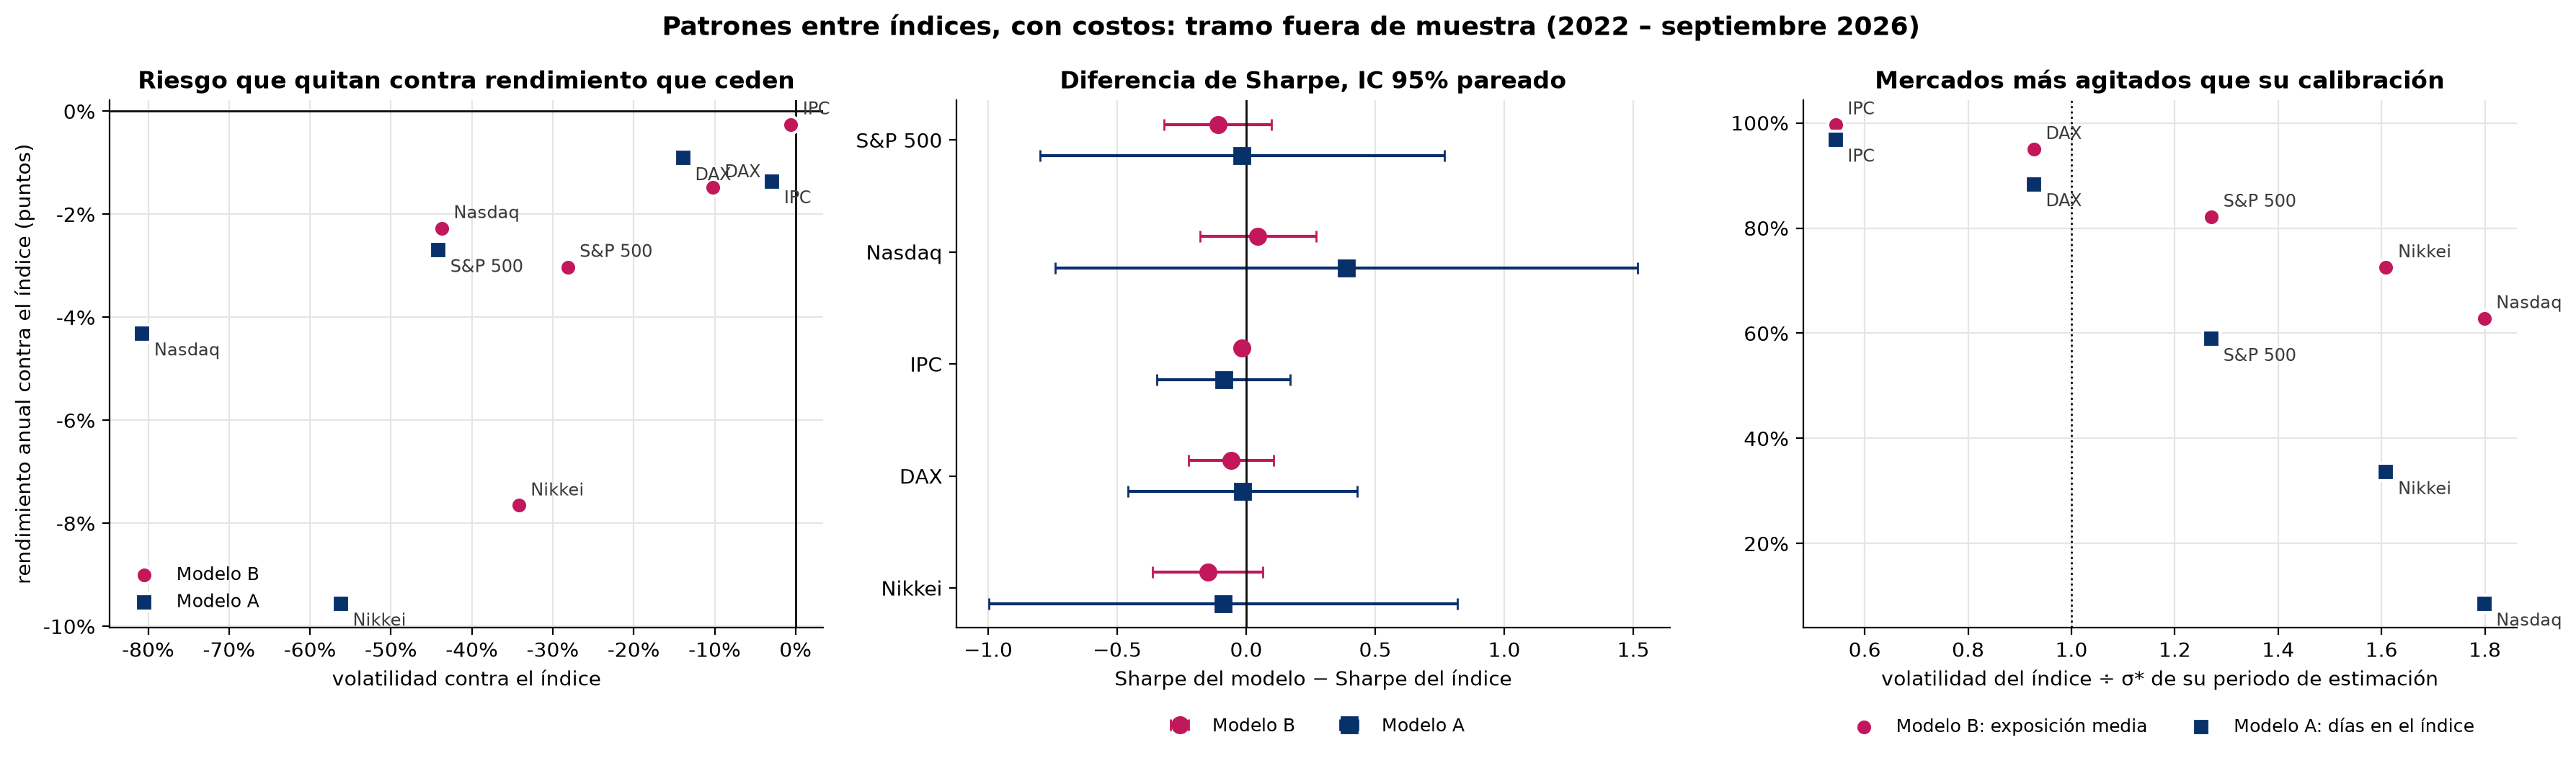 Patrones entre índices, con costos: tramo fuera de muestra (2022 – septiembre 2026)
Riesgo que quitan contra rendimiento que ceden
rendimiento anual contra el índice (puntos)
0%
-2%
-4%
-6%
-8%
-10%
IPC
DAX
DAX
IPC
Nasdaq
S&P 500
S&P 500
Nasdaq
Nikkei
Nikkei
Modelo B
Modelo A
-80%
-70%
-60%
-50%
-40%
-30%
-20%
-10%
0%
volatilidad contra el índice
Diferencia de Sharpe, IC 95% pareado
S&P 500
Nasdaq
IPC
DAX
Nikkei
−1.0
−0.5
0.0
0.5
1.0
1.5
Sharpe del modelo − Sharpe del índice
Modelo B
Modelo A
Mercados más agitados que su calibración
100%
80%
60%
40%
20%
IPC
IPC
DAX
DAX
S&P 500
Nikkei
Nasdaq
S&P 500
Nikkei
Nasdaq
0.6
0.8
1.0
1.2
1.4
1.6
1.8
volatilidad del índice ÷ σ* de su periodo de estimación
Modelo B: exposición media
Modelo A: días en el índice